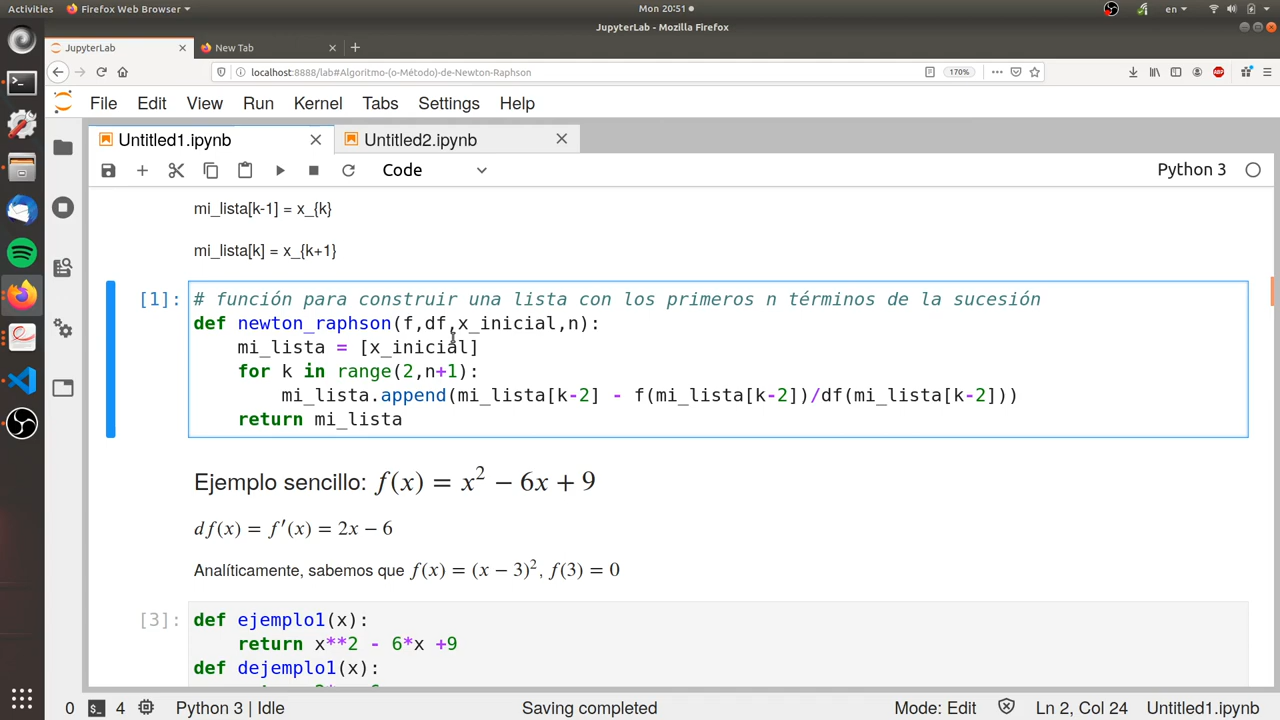 Activities Firefox Web Browser Mon 20:51 en
JupyterLab - Mozilla Firefox
JupyterLab New Tab
localhost:8888/lab#Algoritmo-(o-Método)-de-Newton-Raphson 170% ABP
File Edit View Run Kernel Tabs Settings Help
Untitled1.ipynb Untitled2.ipynb
Code Python 3
mi_lista[k-1] = x_{k}
mi_lista[k] = x_{k+1}
[1]: # función para construir una lista con los primeros n términos de la sucesión
def newton_raphson(f,df,x_inicial,n):
mi_lista = [x_inicial]
for k in range(2,n+1):
mi_lista.append(mi_lista[k-2] - f(mi_lista[k-2])/df(mi_lista[k-2]))
return mi_lista
Ejemplo sencillo: f(x) = x² − 6x + 9
df(x) = f′(x) = 2x − 6
Analíticamente, sabemos que f(x) = (x − 3)², f(3) = 0
[3]: def ejemplo1(x):
return x**2 - 6*x +9
def dejemplo1(x):
0 4 Python 3 | Idle Saving completed Mode: Edit Ln 2, Col 24 Untitled1.ipynb